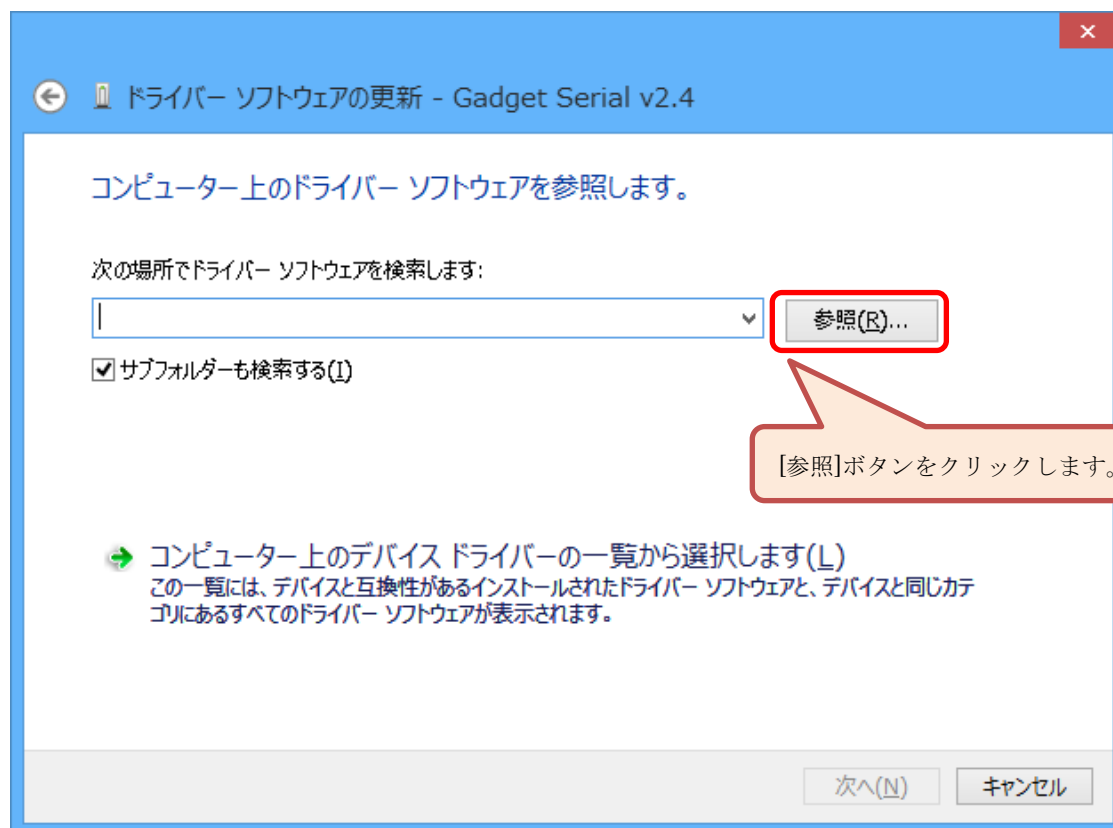 ドライバー ソフトウェアの更新 - Gadget Serial v2.4
コンピューター上のドライバー ソフトウェアを参照します。
次の場所でドライバー ソフトウェアを検索します:
参照(R)...
サブフォルダーも検索する(I)
[参照]ボタンをクリックします。
コンピューター上のデバイス ドライバーの一覧から選択します(L)
この一覧には、デバイスと互換性があるインストールされたドライバー ソフトウェアと、デバイスと同じカテ
ゴリにあるすべてのドライバー ソフトウェアが表示されます。
次へ(N)
キャンセル